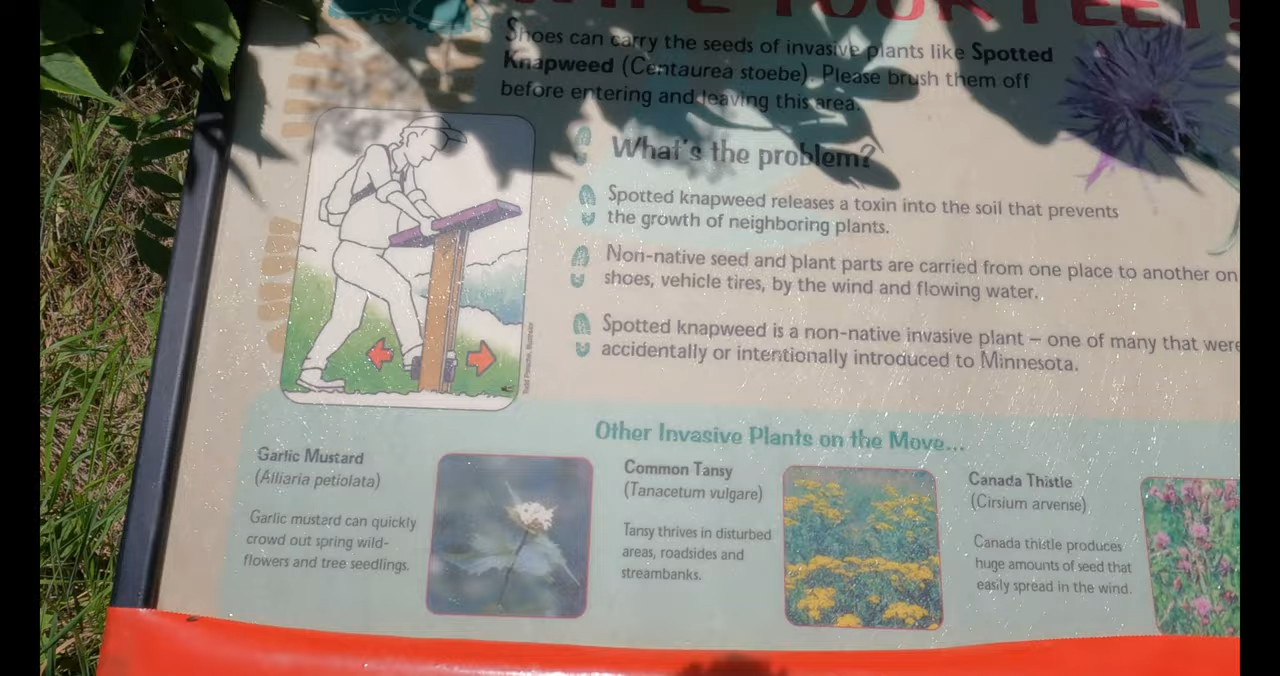 WIPE YOUR FEET!
Shoes can carry the seeds of invasive plants like Spotted
Knapweed (Centaurea stoebe). Please brush them off
before entering and leaving this area.
What's the problem?
Spotted knapweed releases a toxin into the soil that prevents
the growth of neighboring plants.
Non-native seed and plant parts are carried from one place to another on
shoes, vehicle tires, by the wind and flowing water.
Spotted knapweed is a non-native invasive plant – one of many that were
accidentally or intentionally introduced to Minnesota.
Other Invasive Plants on the Move...
Garlic Mustard
(Alliaria petiolata)
Garlic mustard can quickly
crowd out spring wild-
flowers and tree seedlings.
Common Tansy
(Tanacetum vulgare)
Tansy thrives in disturbed
areas, roadsides and
streambanks.
Canada Thistle
(Cirsium arvense)
Canada thistle produces
huge amounts of seed that
easily spread in the wind.